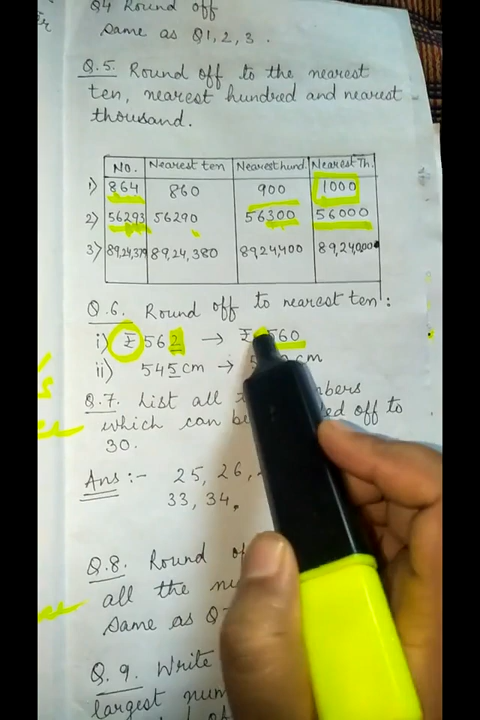 Q4 Round off
same as Q1, 2, 3.
Q.5. Round off to the nearest
ten, nearest hundred and nearest
thousand.
No. Nearest ten Nearest hund. Nearest Th.
1) 864 860 900 1000
2) 56293 56290 56300 56000
3) 89,24,379 89,24,380 8924,400 89,24,000
Q.6. Round off to nearest ten:
i) ₹ 562 → ₹ 560
ii) 545 cm → cm
Q.7. List all
which can be off to
30.
Ans :- 25, 26,
33, 34.
Q.8. Round
all the
same as
Q.9. Write
largest